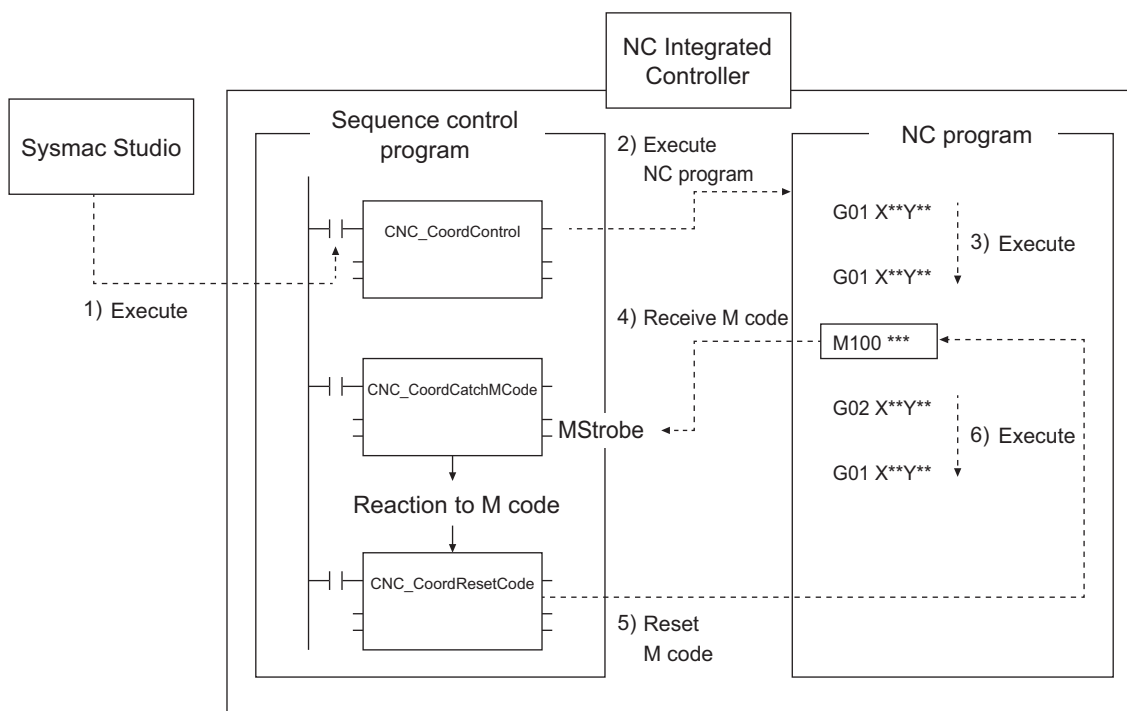 NC Integrated
Controller
Sysmac Studio
Sequence control
program
NC program
2) Execute
NC program
CNC_CoordControl
G01 X**Y**
3) Execute
G01 X**Y**
1) Execute
4) Receive M code
M100 ***
CNC_CoordCatchMCode
MStrobe
G02 X**Y**
6) Execute
G01 X**Y**
Reaction to M code
CNC_CoordResetCode
5) Reset
M code